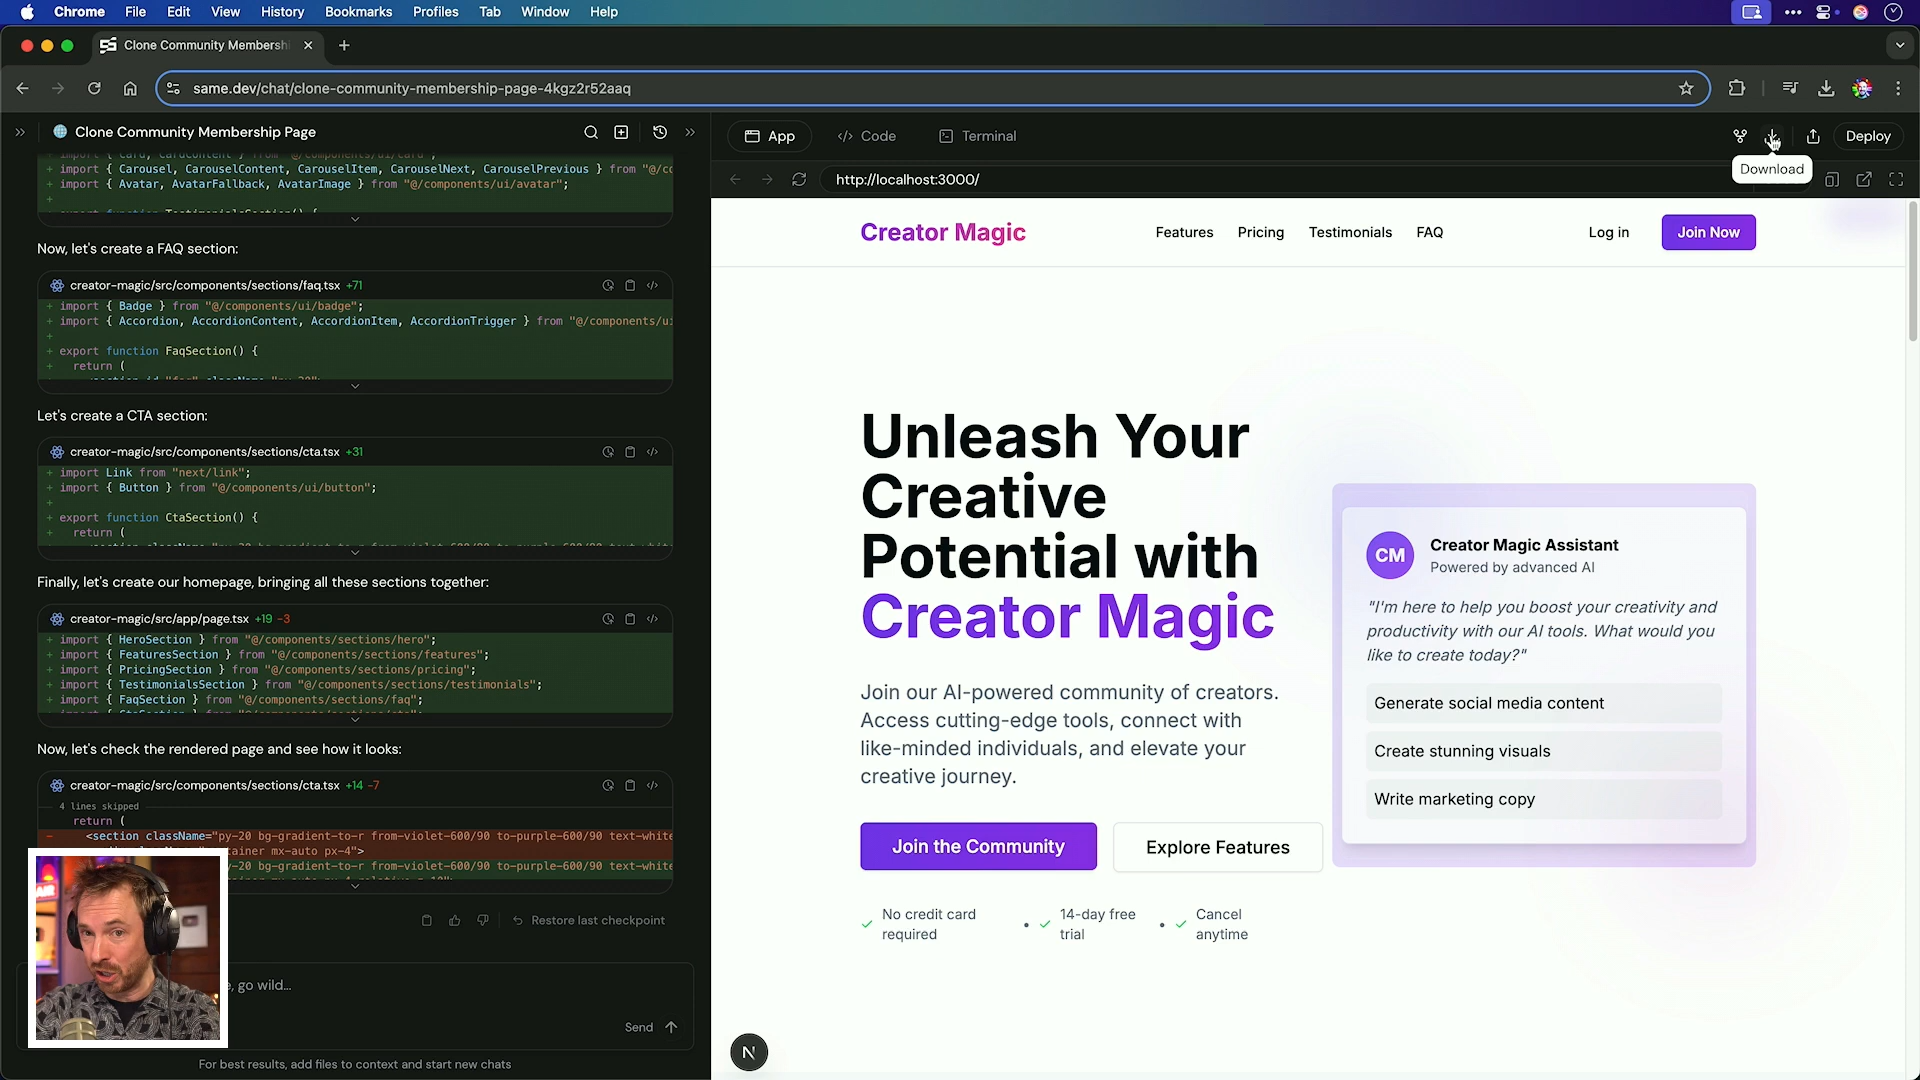 Chrome File Edit View History Bookmarks Profiles Tab Window Help
Clone Community Membershi
same.dev/chat/clone-community-membership-page-4kgz2r52aaq
Clone Community Membership Page
+ import { Carousel, CarouselContent, CarouselItem, CarouselNext, CarouselPrevious } from "@/co
+ import { Avatar, AvatarFallback, AvatarImage } from "@/components/ui/avatar";
+
Now, let's create a FAQ section:
creator-magic/src/components/sections/faq.tsx +71
+ import { Badge } from "@/components/ui/badge";
+ import { Accordion, AccordionContent, AccordionItem, AccordionTrigger } from "@/components/ui
+
+ export function FaqSection() {
+ return (
Let's create a CTA section:
creator-magic/src/components/sections/cta.tsx +31
+ import Link from "next/link";
+ import { Button } from "@/components/ui/button";
+
+ export function CtaSection() {
+ return (
Finally, let's create our homepage, bringing all these sections together:
creator-magic/src/app/page.tsx +19 -3
+ import { HeroSection } from "@/components/sections/hero";
+ import { FeaturesSection } from "@/components/sections/features";
+ import { PricingSection } from "@/components/sections/pricing";
+ import { TestimonialsSection } from "@/components/sections/testimonials";
+ import { FaqSection } from "@/components/sections/faq";
Now, let's check the rendered page and see how it looks:
creator-magic/src/components/sections/cta.tsx +14 -7
4 lines skipped
return (
- <section className="py-20 bg-gradient-to-r from-violet-600/90 to-purple-600/90 text-white
tainer mx-auto px-4">
y-20 bg-gradient-to-r from-violet-600/90 to-purple-600/90 text-white
Restore last checkpoint
, go wild...
Send
For best results, add files to context and start new chats
App Code Terminal Deploy
Download
http://localhost:3000/
Creator Magic Features Pricing Testimonials FAQ Log in Join Now
Unleash Your
Creative
Potential with
Creator Magic
Join our AI-powered community of creators.
Access cutting-edge tools, connect with
like-minded individuals, and elevate your
creative journey.
Join the Community Explore Features
No credit card
required
• 14-day free
trial
• Cancel
anytime
CM
Creator Magic Assistant
Powered by advanced AI
"I'm here to help you boost your creativity and
productivity with our AI tools. What would you
like to create today?"
Generate social media content
Create stunning visuals
Write marketing copy
N